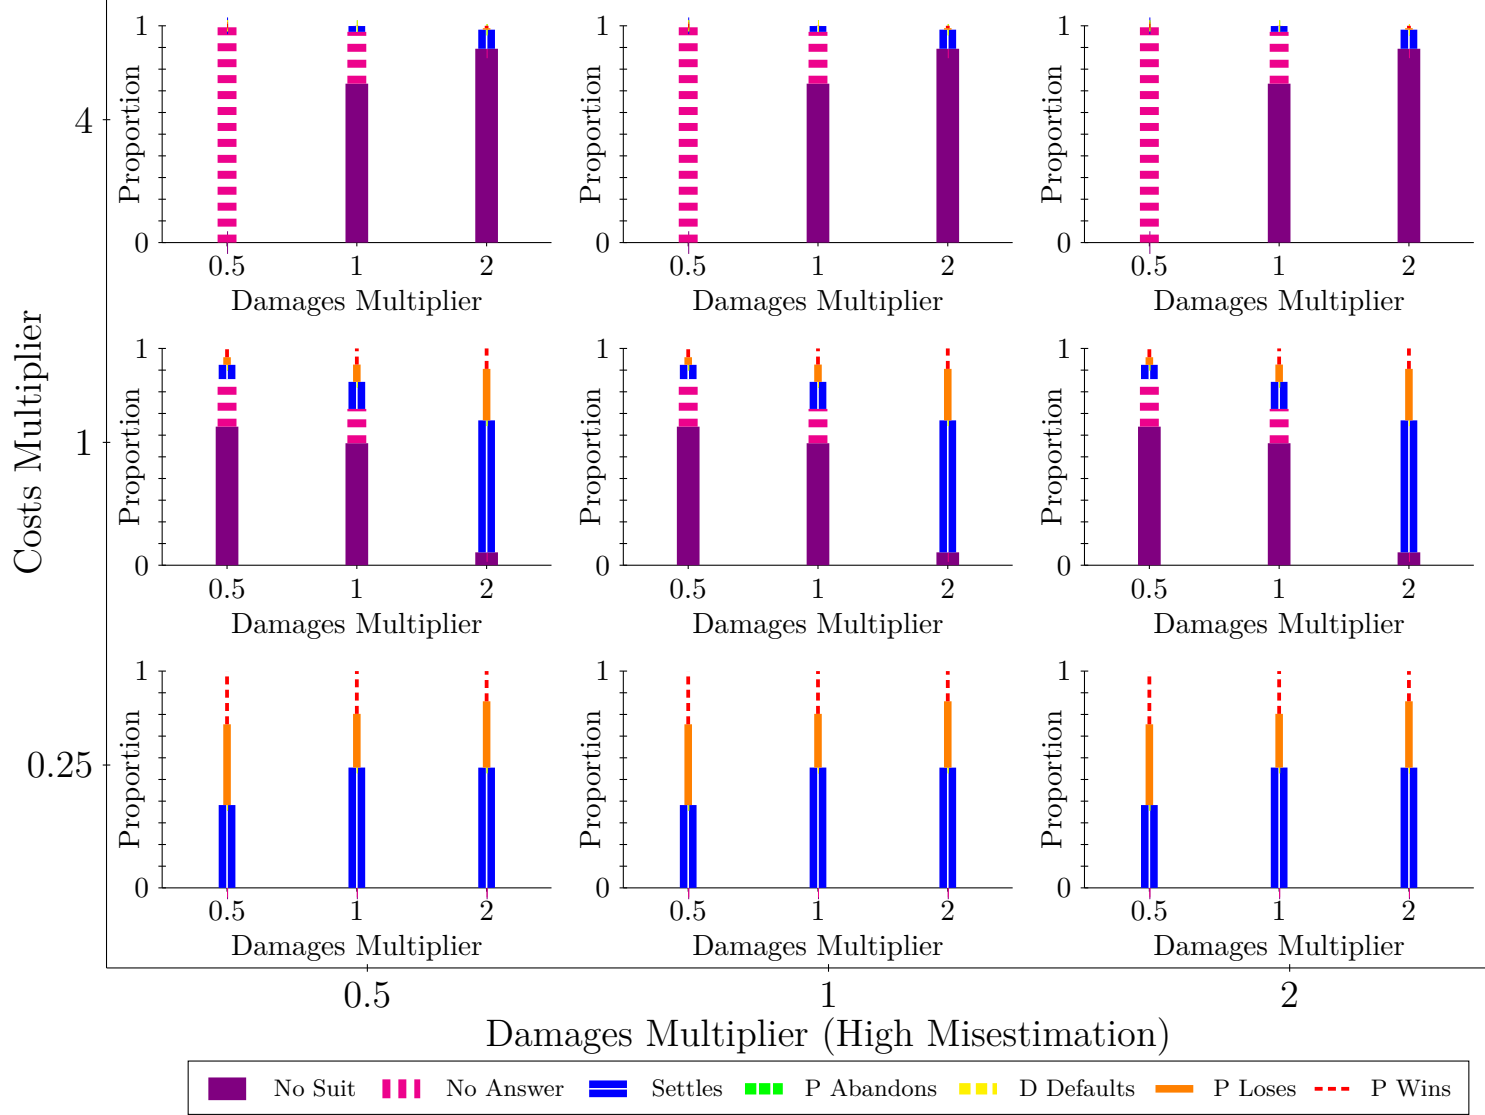 Costs Multiplier
4
Proportion
1
0
0.5 1 2
Damages Multiplier
Proportion
1
0
0.5 1 2
Damages Multiplier
Proportion
1
0
0.5 1 2
Damages Multiplier
1
Proportion
1
0
0.5 1 2
Damages Multiplier
Proportion
1
0
0.5 1 2
Damages Multiplier
Proportion
1
0
0.5 1 2
Damages Multiplier
0.25
Proportion
1
0
0.5 1 2
Damages Multiplier
Proportion
1
0
0.5 1 2
Damages Multiplier
Proportion
1
0
0.5 1 2
Damages Multiplier
0.5 1 2
Damages Multiplier (High Misestimation)
No Suit No Answer Settles P Abandons D Defaults P Loses P Wins